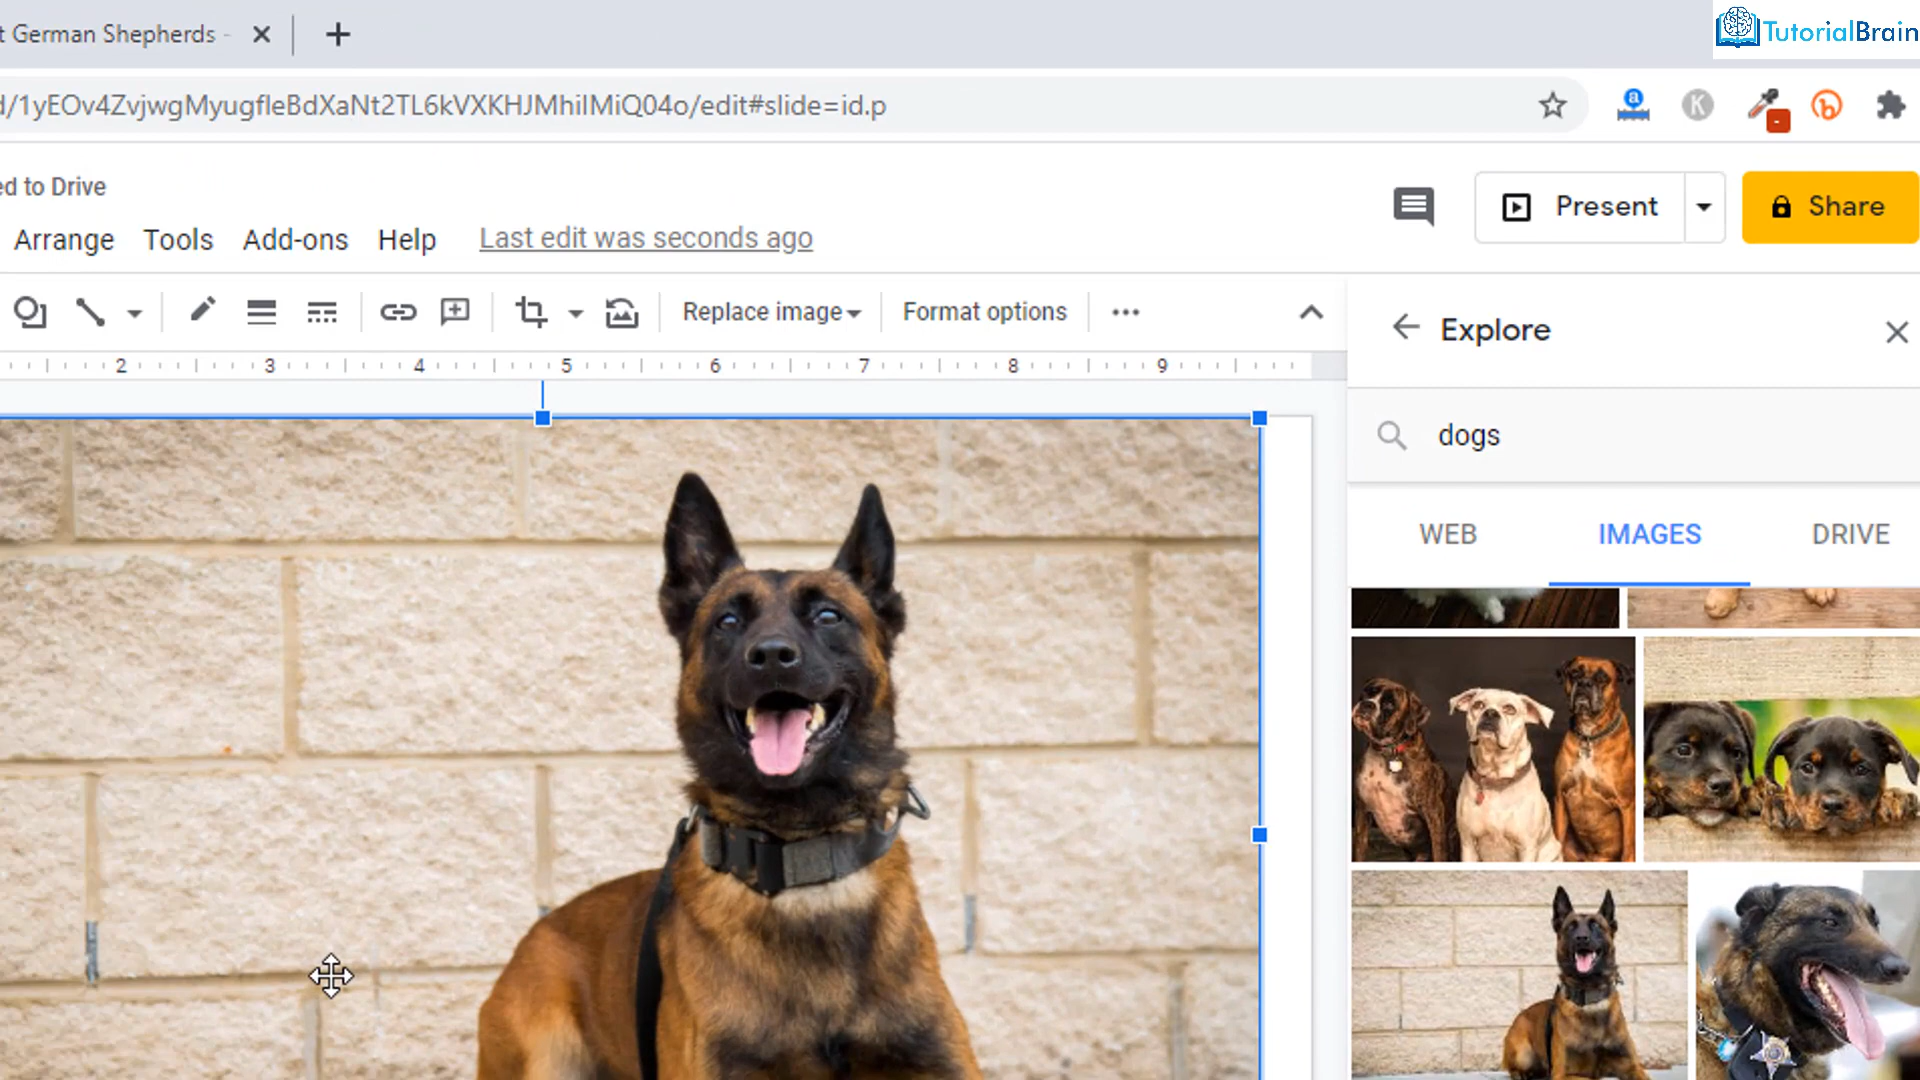 t German Shepherds -
TutorialBrain
d/1yEOv4ZvjwgMyugfleBdXaNt2TL6kVXKHJMhiIMiQ04o/edit#slide=id.p
ed to Drive
Arrange Tools Add-ons Help Last edit was seconds ago
Present Share
Replace image Format options
2 3 4 5 6 7 8 9
Explore
dogs
WEB IMAGES DRIVE